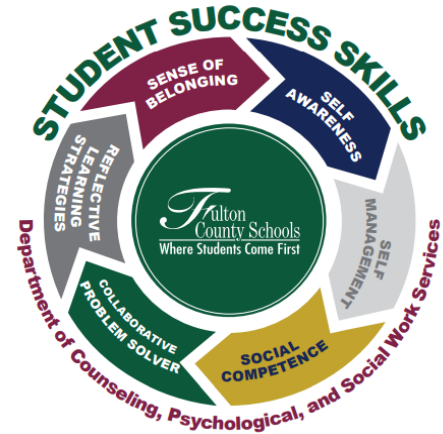 STUDENT SUCCESS SKILLS
SENSE OF
BELONGING
SELF
AWARENESS
SELF
MANAGEMENT
SOCIAL
COMPETENCE
COLLABORATIVE
PROBLEM SOLVER
REFLECTIVE
LEARNING
STRATEGIES
Fulton
County Schools
Where Students Come First
Department of Counseling, Psychological, and Social Work Services